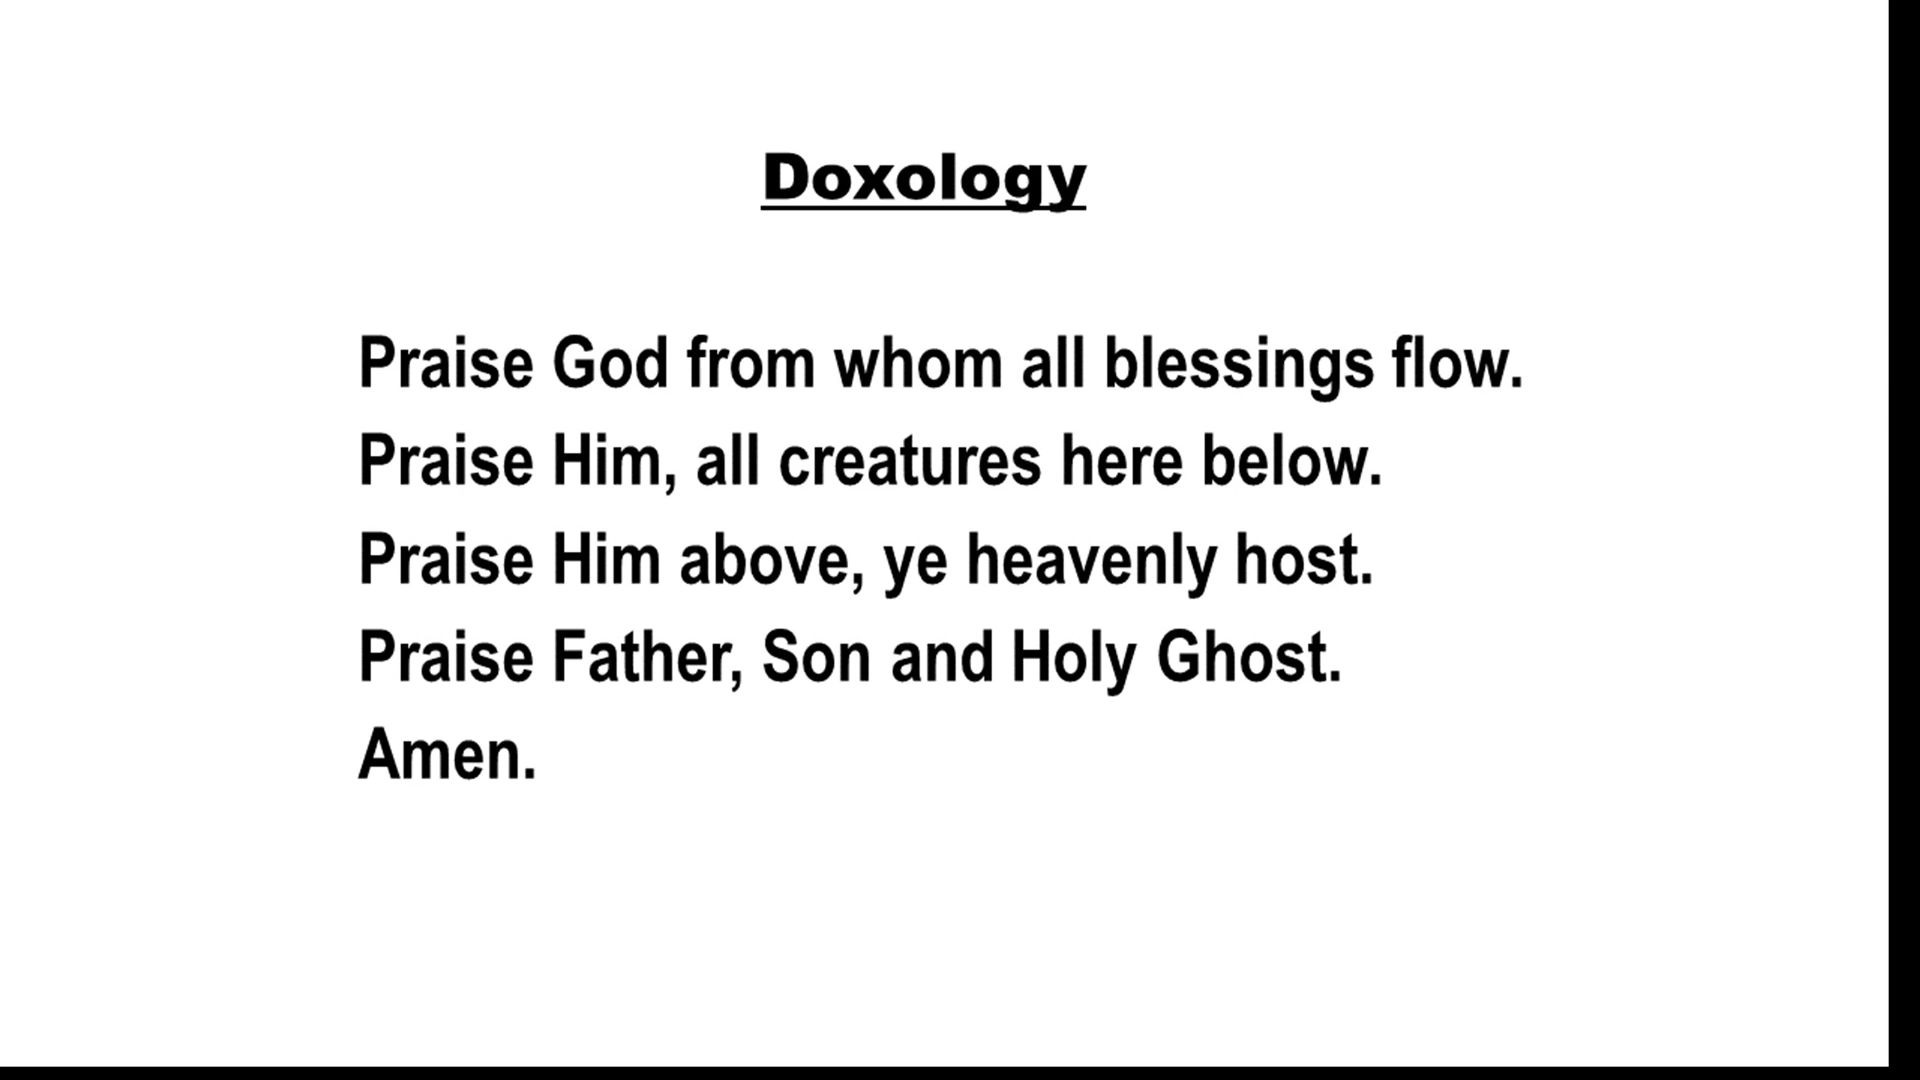 Doxology
Praise God from whom all blessings flow.
Praise Him, all creatures here below.
Praise Him above, ye heavenly host.
Praise Father, Son and Holy Ghost.
Amen.